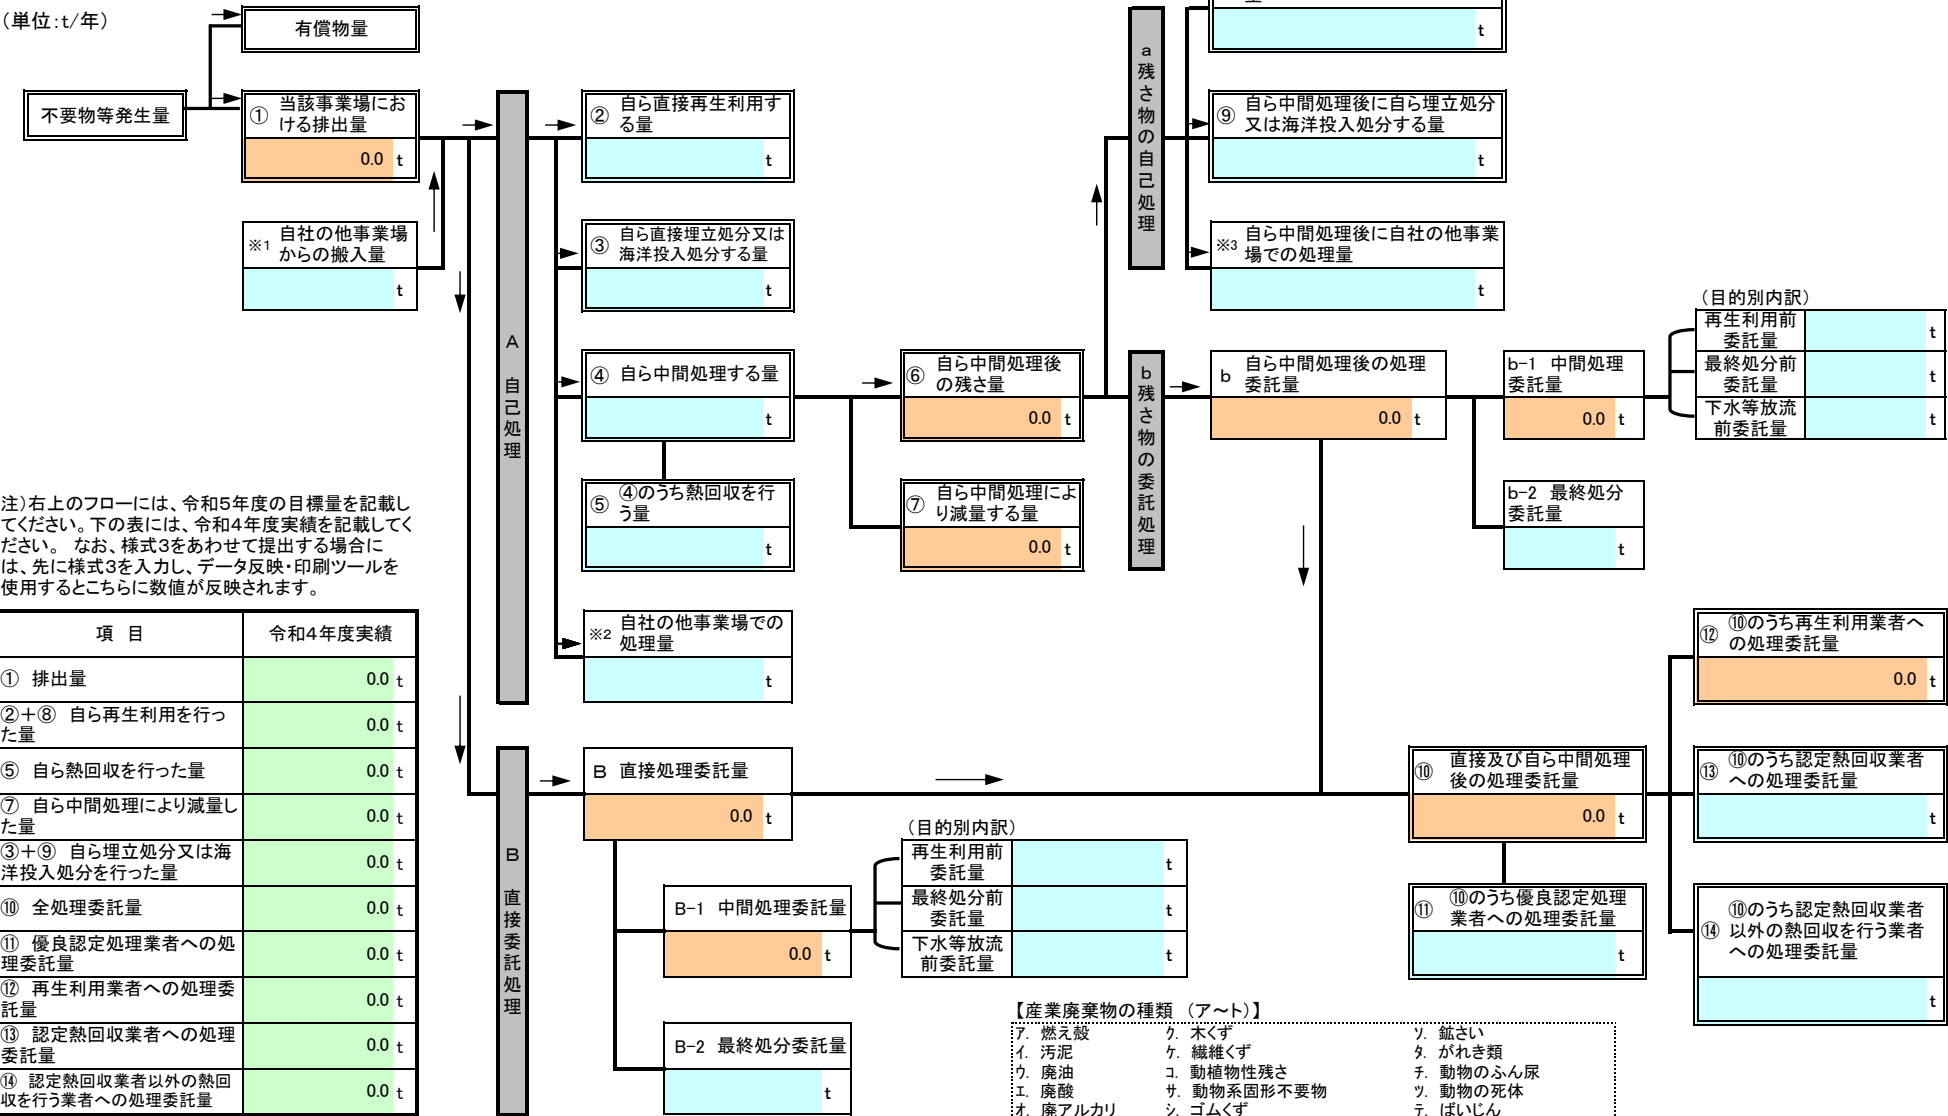 (単位:t/年)
有償物量
不要物等発生量
① 当該事業場にお
ける排出量
0.0 t
※1 自社の他事業場
からの搬入量
t
A 自己処理
② 自ら直接再生利用す
る量
t
③ 自ら直接埋立処分又は
海洋投入処分する量
t
④ 自ら中間処理する量
t
⑤ ④のうち熱回収を行
う量
t
※2 自社の他事業場での
処理量
t
⑥ 自ら中間処理後
の残さ量
0.0 t
⑦ 自ら中間処理によ
り減量する量
0.0 t
a 残さ物の自己処理
t
⑨ 自ら中間処理後に自ら埋立処分
又は海洋投入処分する量
t
※3 自ら中間処理後に自社の他事業
場での処理量
t
b 残さ物の委託処理
b 自ら中間処理後の処理
委託量
0.0 t
b-1 中間処理
委託量
0.0 t
b-2 最終処分
委託量
t
(目的別内訳)
再生利用前
委託量
t
最終処分前
委託量
t
下水等放流
前委託量
t
注)右上のフローには、令和5年度の目標量を記載し
てください。下の表には、令和4年度実績を記載してく
ださい。 なお、様式3をあわせて提出する場合に
は、先に様式3を入力し、データ反映・印刷ツールを
使用するとこちらに数値が反映されます。
項 目 令和4年度実績
① 排出量 0.0 t
②+⑧ 自ら再生利用を行っ
た量 0.0 t
⑤ 自ら熱回収を行った量 0.0 t
⑦ 自ら中間処理により減量し
た量 0.0 t
③+⑨ 自ら埋立処分又は海
洋投入処分を行った量 0.0 t
⑩ 全処理委託量 0.0 t
⑪ 優良認定処理業者への処
理委託量 0.0 t
⑫ 再生利用業者への処理委
託量 0.0 t
⑬ 認定熱回収業者への処理
委託量 0.0 t
⑭ 認定熱回収業者以外の熱回
収を行う業者への処理委託量 0.0 t
B 直接委託処理
B 直接処理委託量
0.0 t
B-1 中間処理委託量
0.0 t
B-2 最終処分委託量
t
(目的別内訳)
再生利用前
委託量
t
最終処分前
委託量
t
下水等放流
前委託量
t
⑩ 直接及び自ら中間処理
後の処理委託量
0.0 t
⑪ ⑩のうち優良認定処理
業者への処理委託量
t
⑫ ⑩のうち再生利用業者へ
の処理委託量
0.0 t
⑬ ⑩のうち認定熱回収業者
への処理委託量
t
⑭ ⑩のうち認定熱回収業者
以外の熱回収を行う業者
への処理委託量
t
【産業廃棄物の種類 (ア～ト)】
ア. 燃え殻 ク. 木くず ソ. 鉱さい
イ. 汚泥 ケ. 繊維くず タ. がれき類
ウ. 廃油 コ. 動植物性残さ チ. 動物のふん尿
エ. 廃酸 サ. 動物系固形不要物 ツ. 動物の死体
オ. 廃アルカリ シ. ゴムくず テ. ばいじん